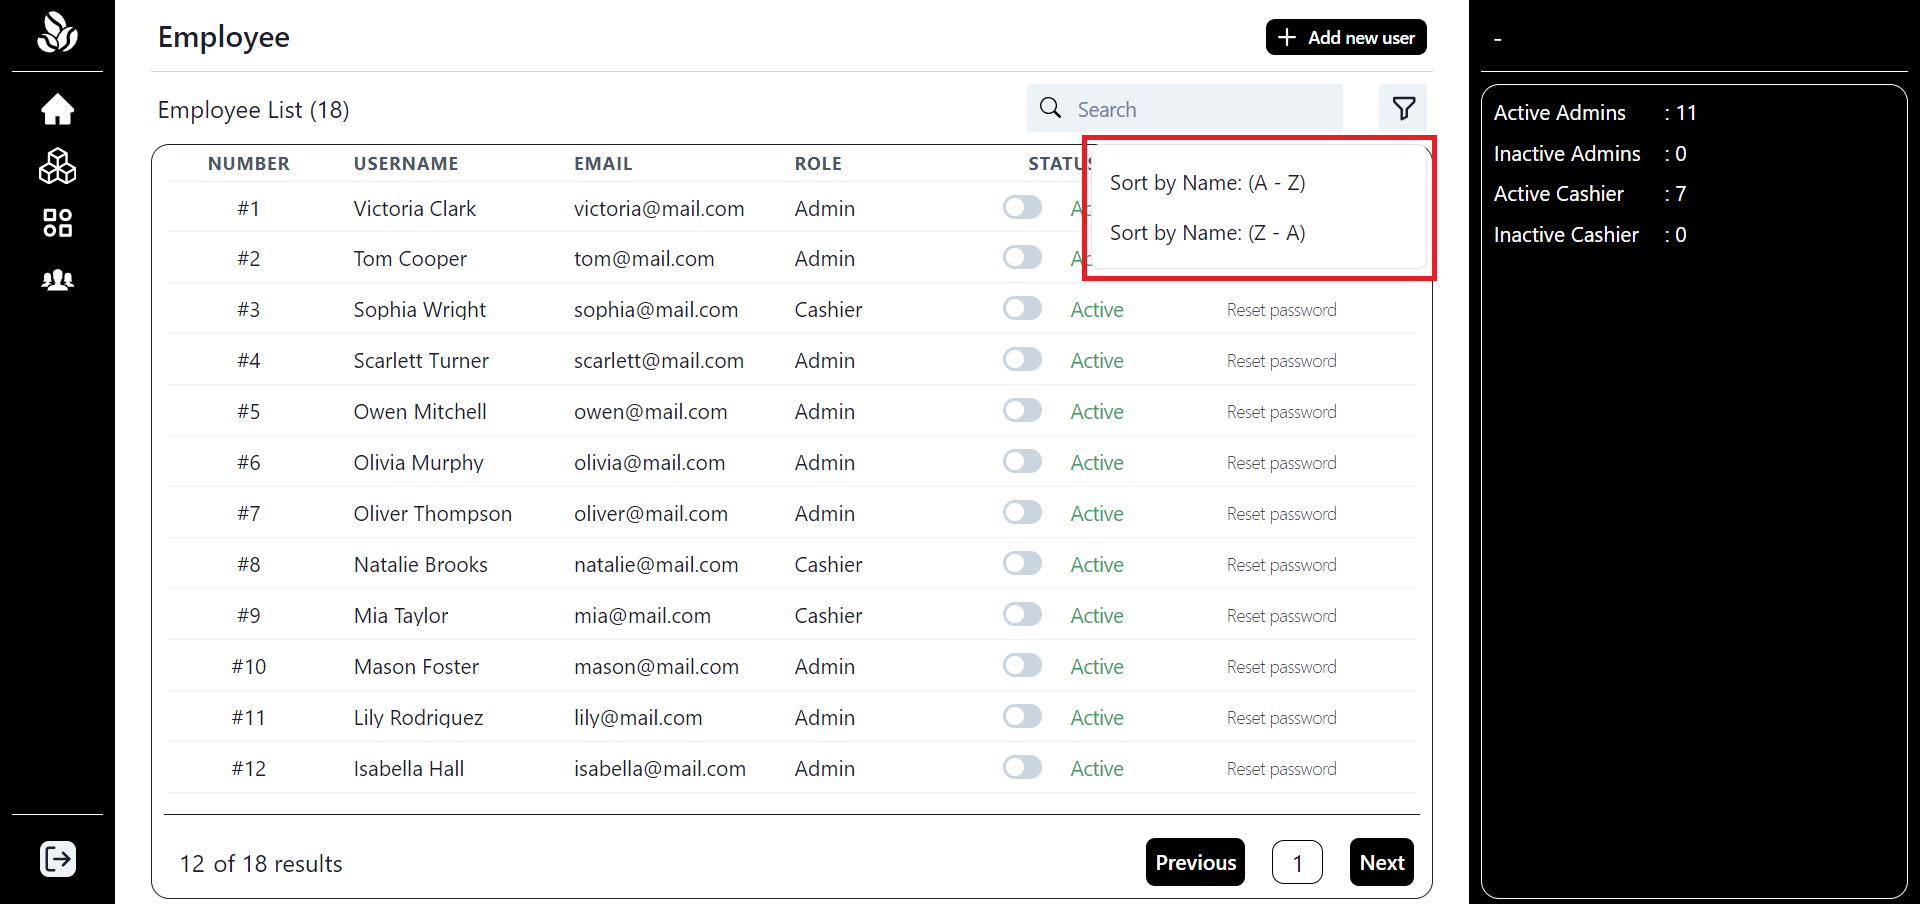 Employee
Add new user
-
Employee List (18)
Search
NUMBER USERNAME EMAIL ROLE STATUS
Sort by Name: (A - Z)
Sort by Name: (Z - A)
#1 Victoria Clark victoria@mail.com Admin Ac
#2 Tom Cooper tom@mail.com Admin Ac
#3 Sophia Wright sophia@mail.com Cashier Active Reset password
#4 Scarlett Turner scarlett@mail.com Admin Active Reset password
#5 Owen Mitchell owen@mail.com Admin Active Reset password
#6 Olivia Murphy olivia@mail.com Admin Active Reset password
#7 Oliver Thompson oliver@mail.com Admin Active Reset password
#8 Natalie Brooks natalie@mail.com Cashier Active Reset password
#9 Mia Taylor mia@mail.com Cashier Active Reset password
#10 Mason Foster mason@mail.com Admin Active Reset password
#11 Lily Rodriguez lily@mail.com Admin Active Reset password
#12 Isabella Hall isabella@mail.com Admin Active Reset password
12 of 18 results
Previous 1 Next
Active Admins : 11
Inactive Admins : 0
Active Cashier : 7
Inactive Cashier : 0